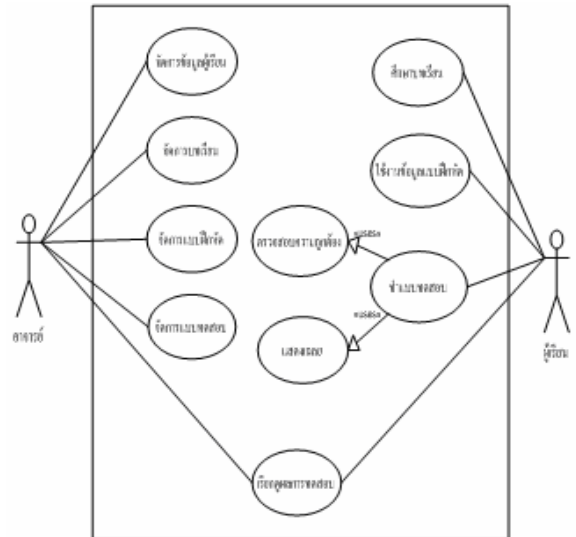 จัดการข้อมูลผู้เรียน
ศึกษาบทเรียน
จัดการบทเรียน
ใช้งานข้อมูลแบบฝึกหัด
จัดการแบบฝึกหัด
ตรวจสอบความถูกต้อง
«uses»
ทำแบบทดสอบ
«uses»
จัดการแบบทดสอบ
แสดงเฉลย
อาจารย์
ผู้เรียน
เรียกดูผลการทดสอบ